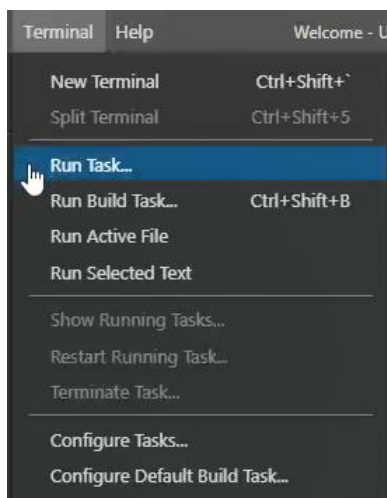 Terminal Help Welcome - U
New Terminal Ctrl+Shift+`
Split Terminal Ctrl+Shift+5
Run Task...
Run Build Task... Ctrl+Shift+B
Run Active File
Run Selected Text
Show Running Tasks...
Restart Running Task...
Terminate Task...
Configure Tasks...
Configure Default Build Task...